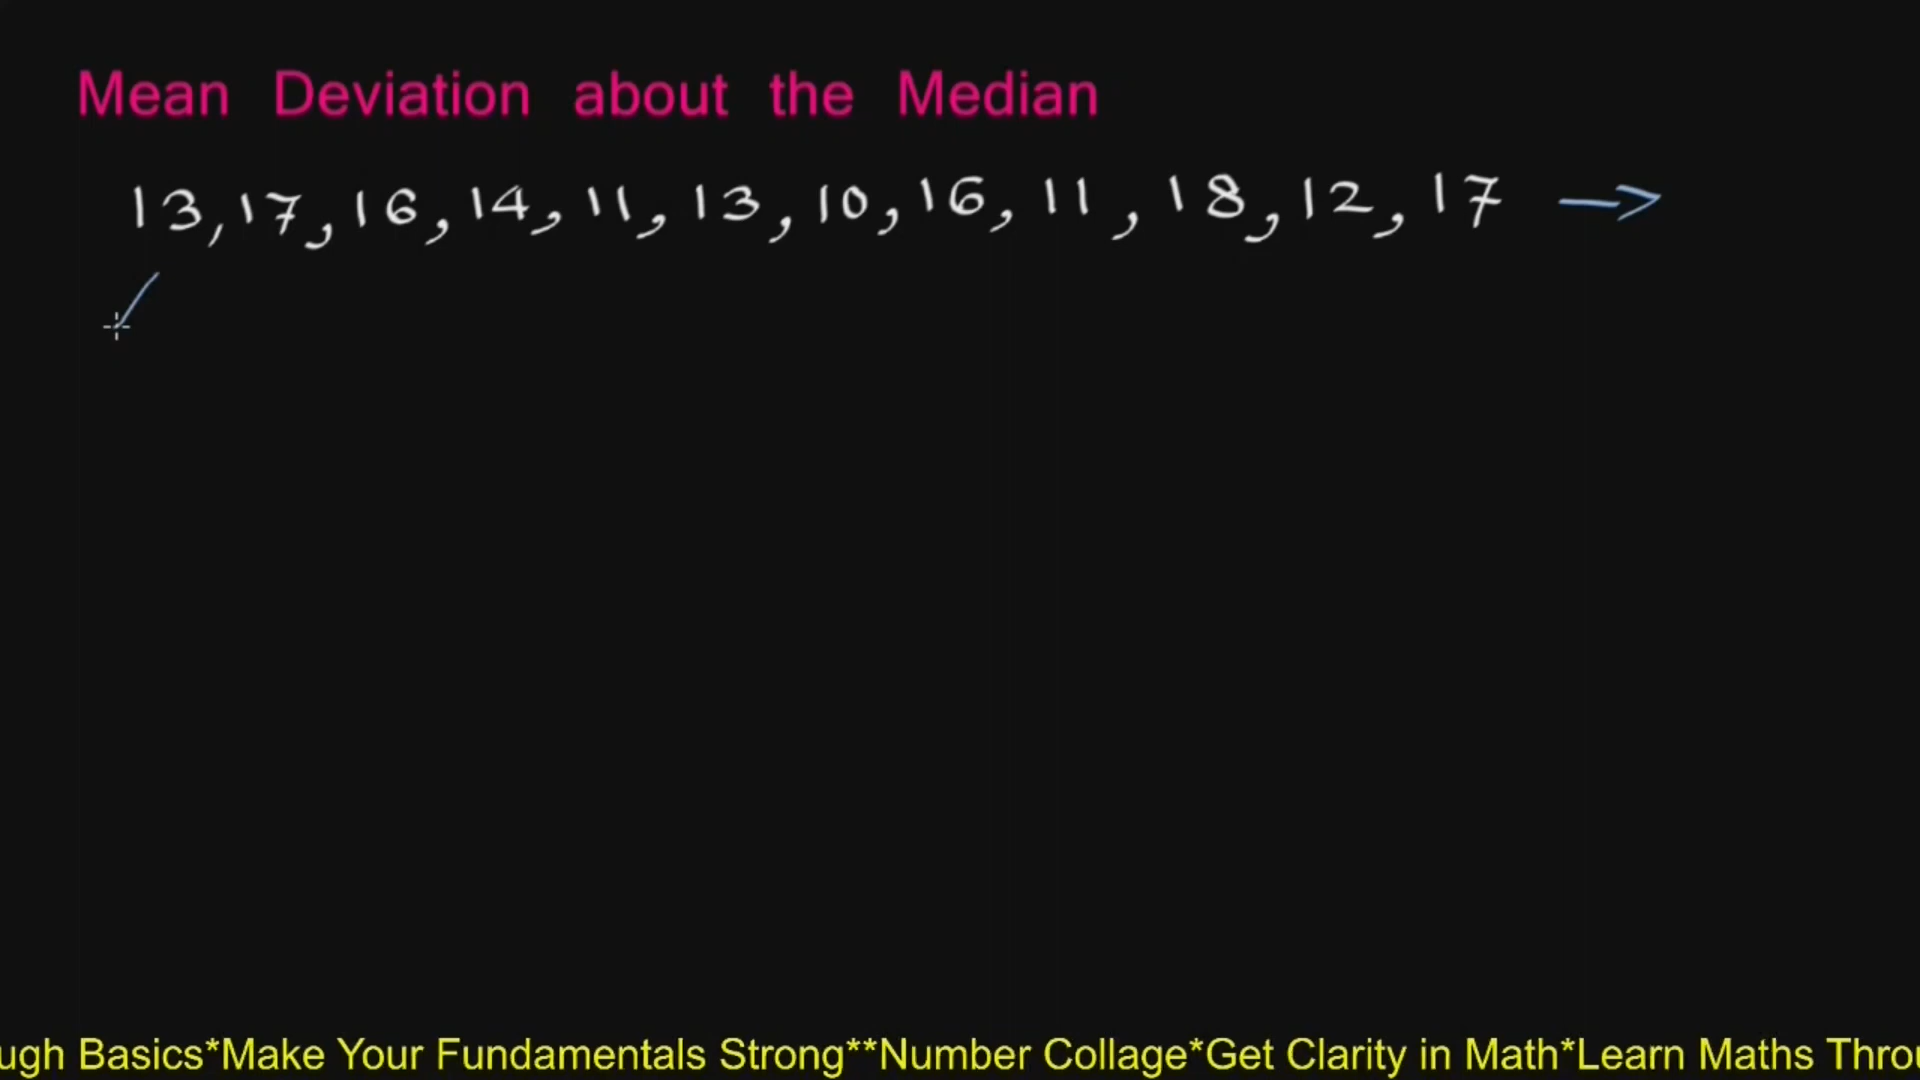 Mean Deviation about the Median
13, 17, 16, 14, 11, 13, 10, 16, 11, 18, 12, 17 →
ugh Basics*Make Your Fundamentals Strong**Number Collage*Get Clarity in Math*Learn Maths Throu